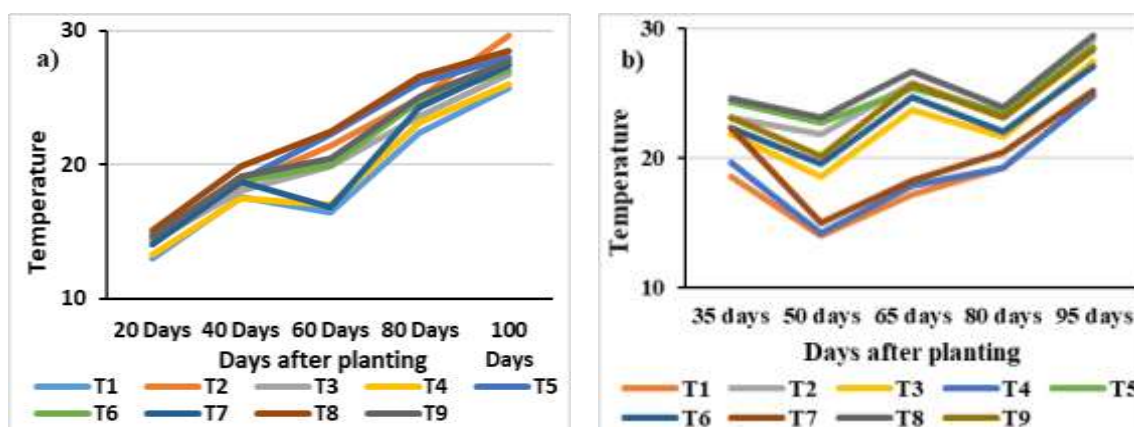 a)
30
20
10
Temperature
20 Days 40 Days 60 Days 80 Days 100 Days
Days after planting
T1 T2 T3 T4 T5
T6 T7 T8 T9
b)
30
20
10
Temperature
35 days 50 days 65 days 80 days 95 days
Days after planting
T1 T2 T3 T4 T5
T6 T7 T8 T9